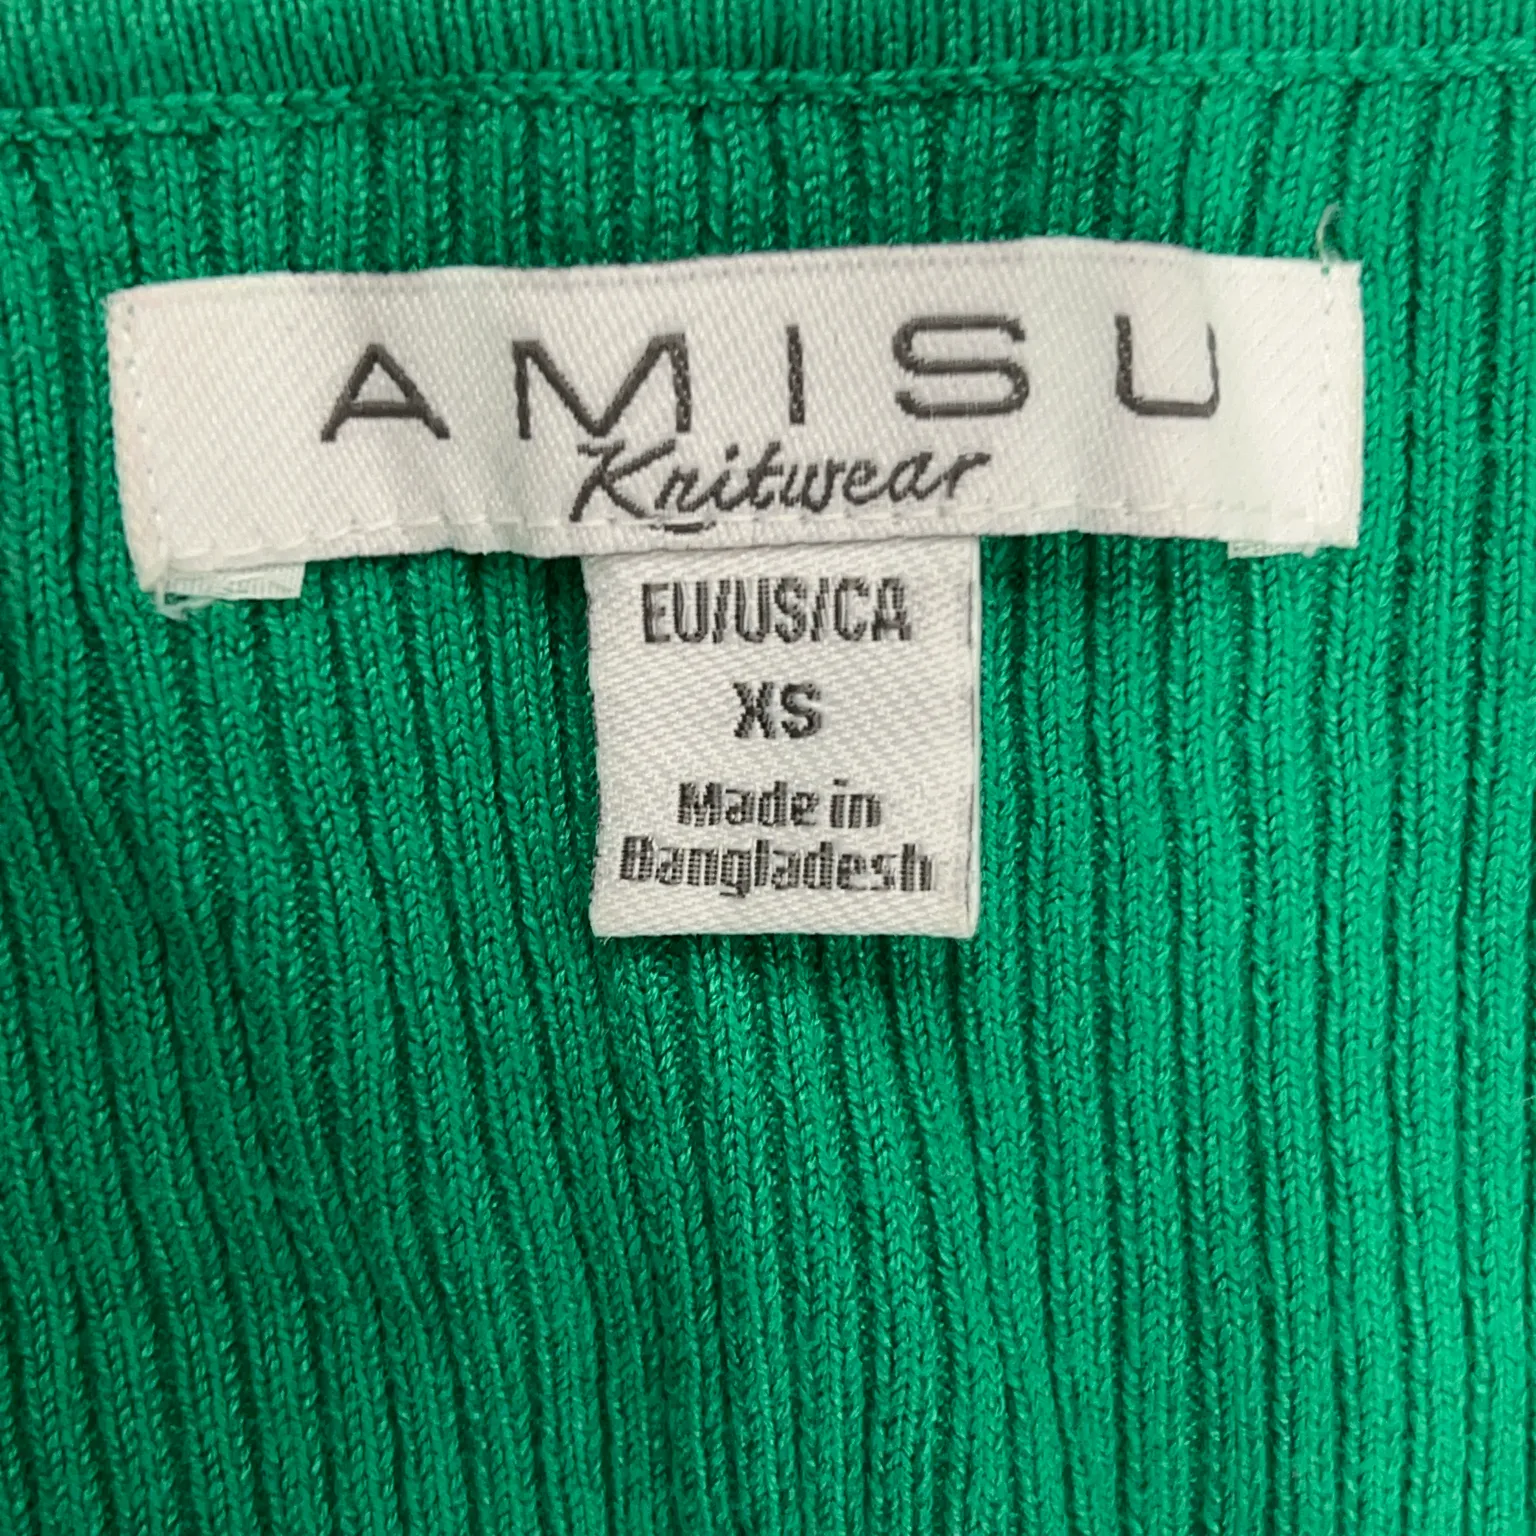 AMISU
Knitwear
EU/US/CA
XS
Made in
Bangladesh